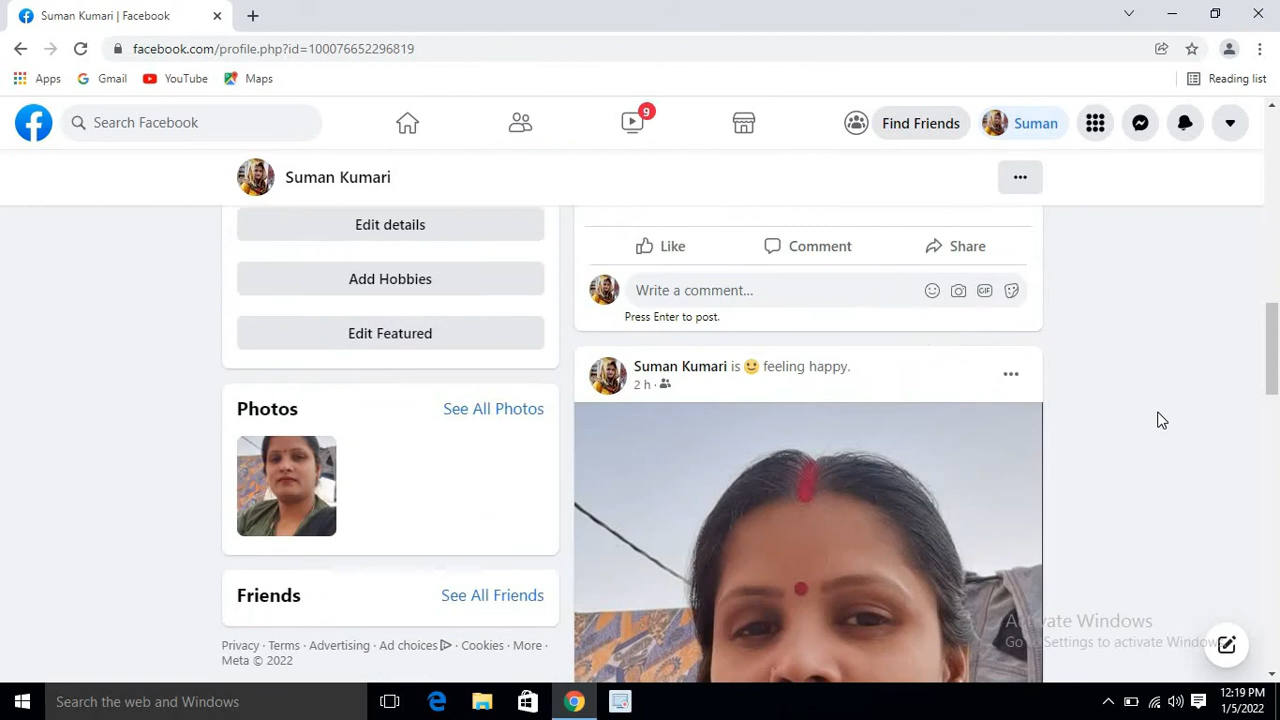 Suman Kumari | Facebook
facebook.com/profile.php?id=100076652296819
Apps Gmail YouTube Maps Reading list
Search Facebook 9 Find Friends Suman
Suman Kumari
Edit details
Add Hobbies
Edit Featured
Photos See All Photos
Friends See All Friends
Privacy · Terms · Advertising · Ad choices · Cookies · More ·
Meta © 2022
Like Comment Share
Write a comment... GIF
Press Enter to post.
Suman Kumari is feeling happy.
2 h ·
Activate Windows
Go to Settings to activate Windows.
Search the web and Windows
12:19 PM
1/5/2022